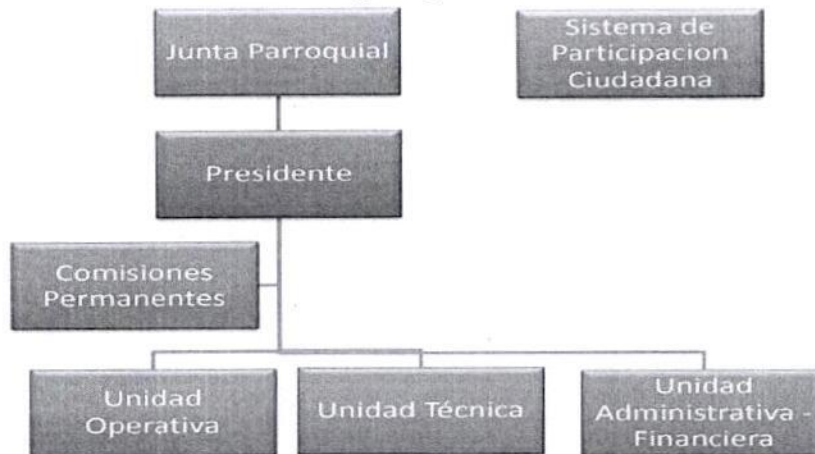 Junta Parroquial
Sistema de
Participacion
Ciudadana
Presidente
Comisiones
Permanentes
Unidad
Operativa
Unidad Técnica
Unidad
Administrativa -
Financiera